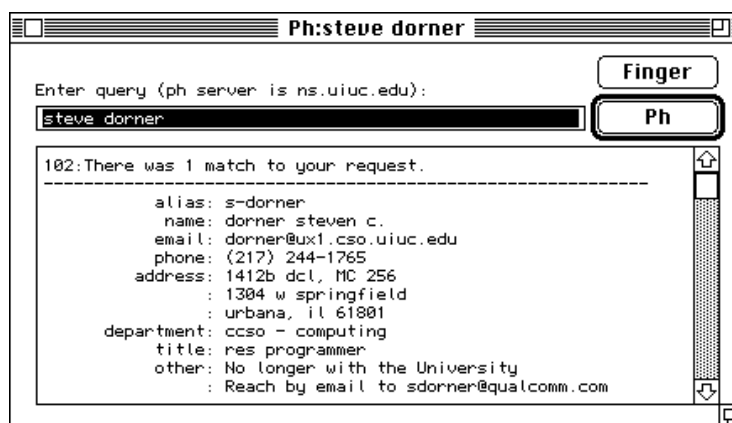 Ph:steve dorner
Finger
Enter query (ph server is ns.uiuc.edu):
steve dorner
Ph
102:There was 1 match to your request.
-------------------------------------------------------------------
alias: s-dorner
name: dorner steven c.
email: dorner@ux1.cso.uiuc.edu
phone: (217) 244-1765
address: 1412b dcl, MC 256
: 1304 w springfield
: urbana, il 61801
department: ccso - computing
title: res programmer
other: No longer with the University
: Reach by email to sdorner@qualcomm.com